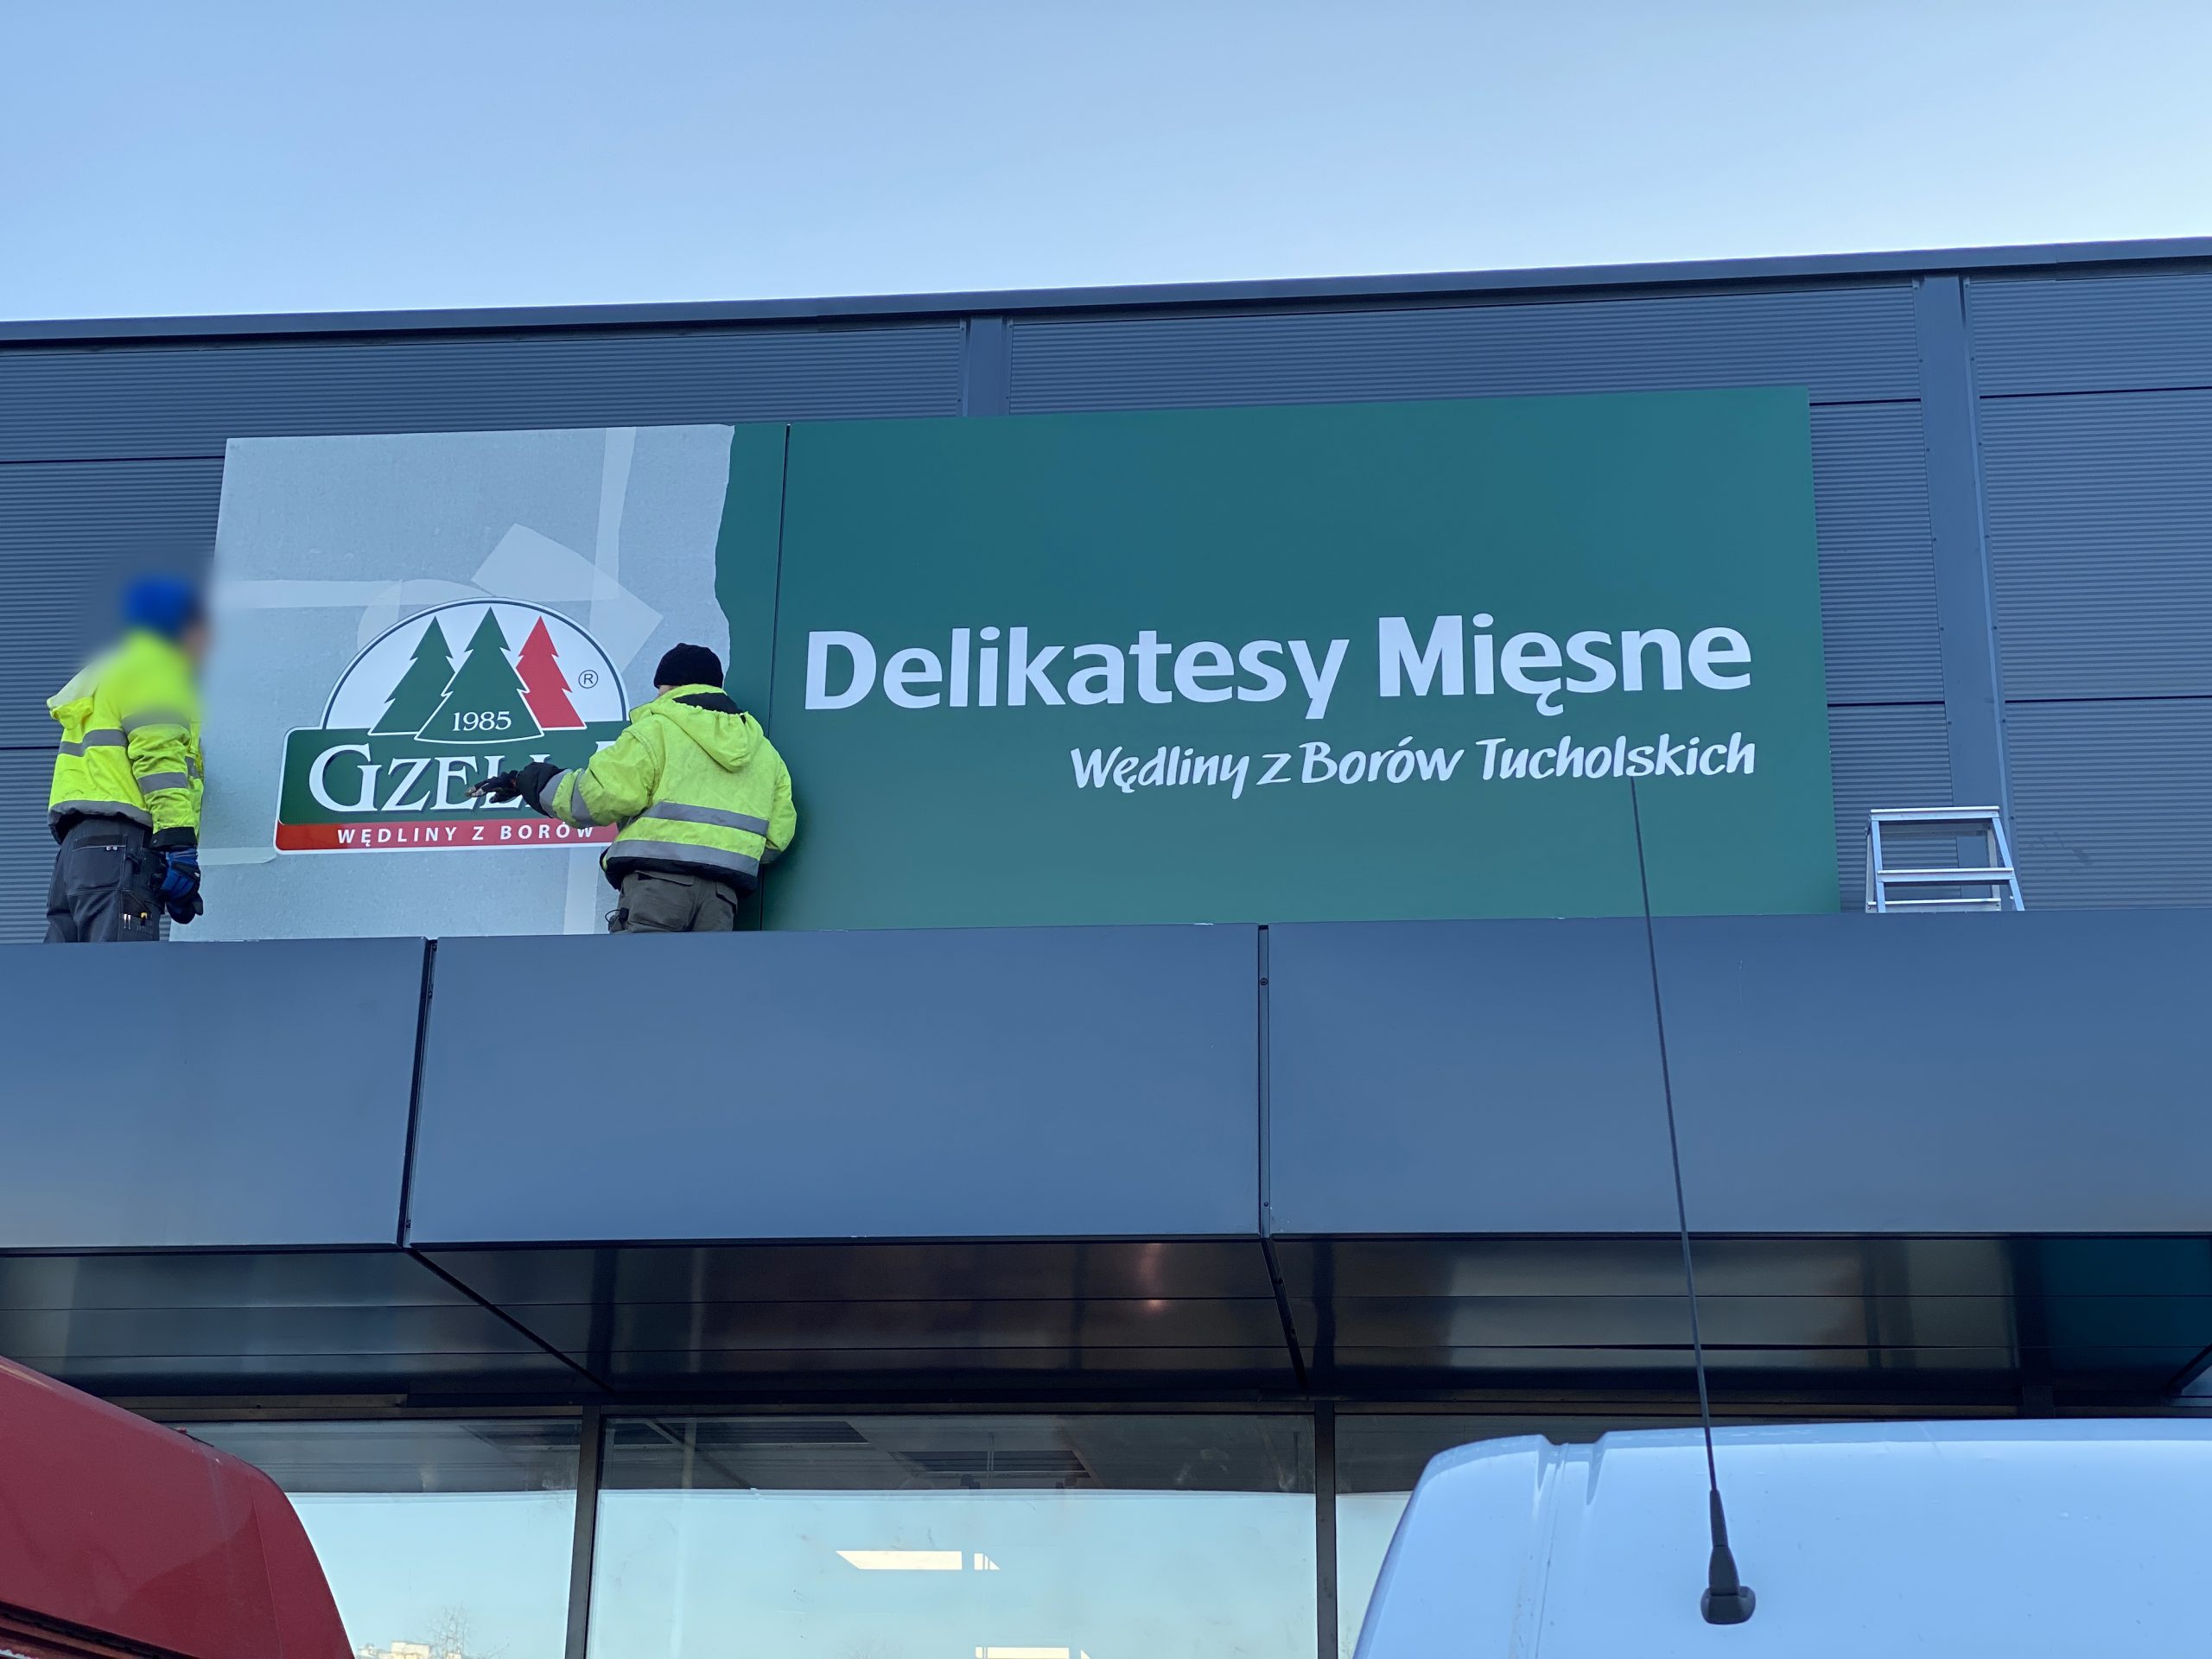 1985
®
WĘDLINY Z BORÓW
Delikatesy Mięsne
Wędliny z Borów Tucholskich